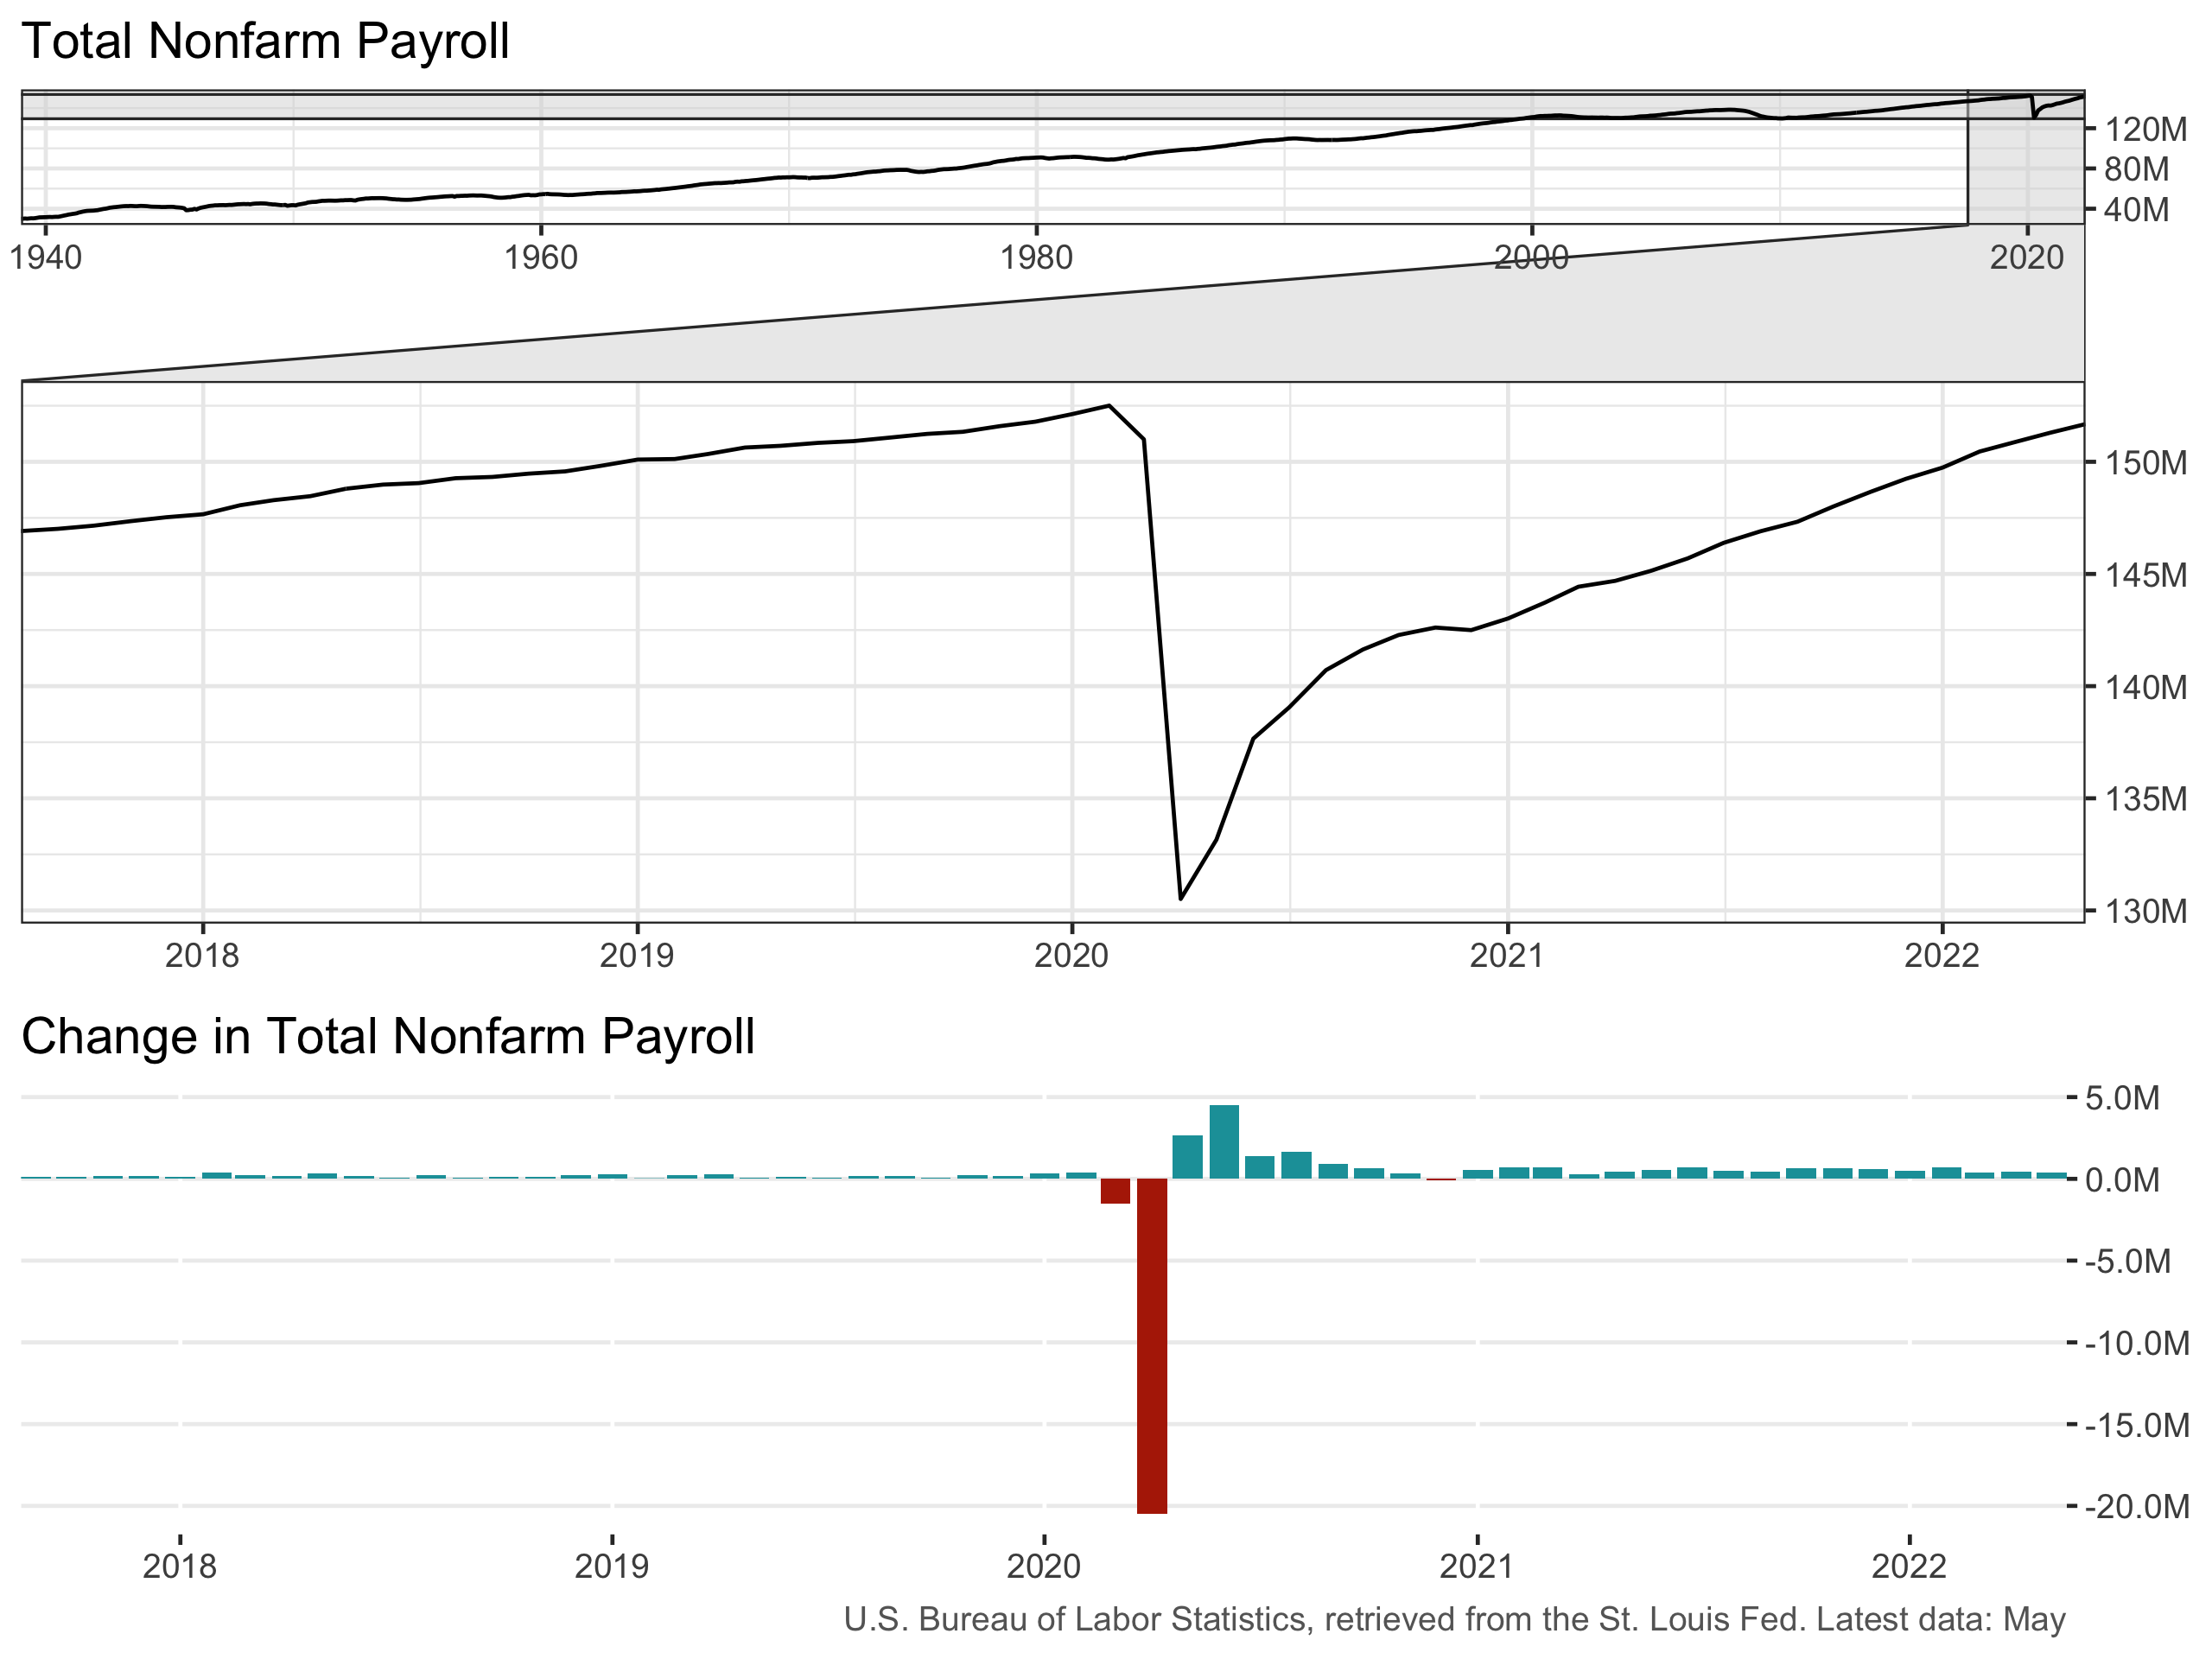 Total Nonfarm Payroll
120M
80M
40M
1940 1960 1980 2000 2020
150M
145M
140M
135M
130M
2018 2019 2020 2021 2022
Change in Total Nonfarm Payroll
5.0M
0.0M
-5.0M
-10.0M
-15.0M
-20.0M
2018 2019 2020 2021 2022
U.S. Bureau of Labor Statistics, retrieved from the St. Louis Fed. Latest data: May